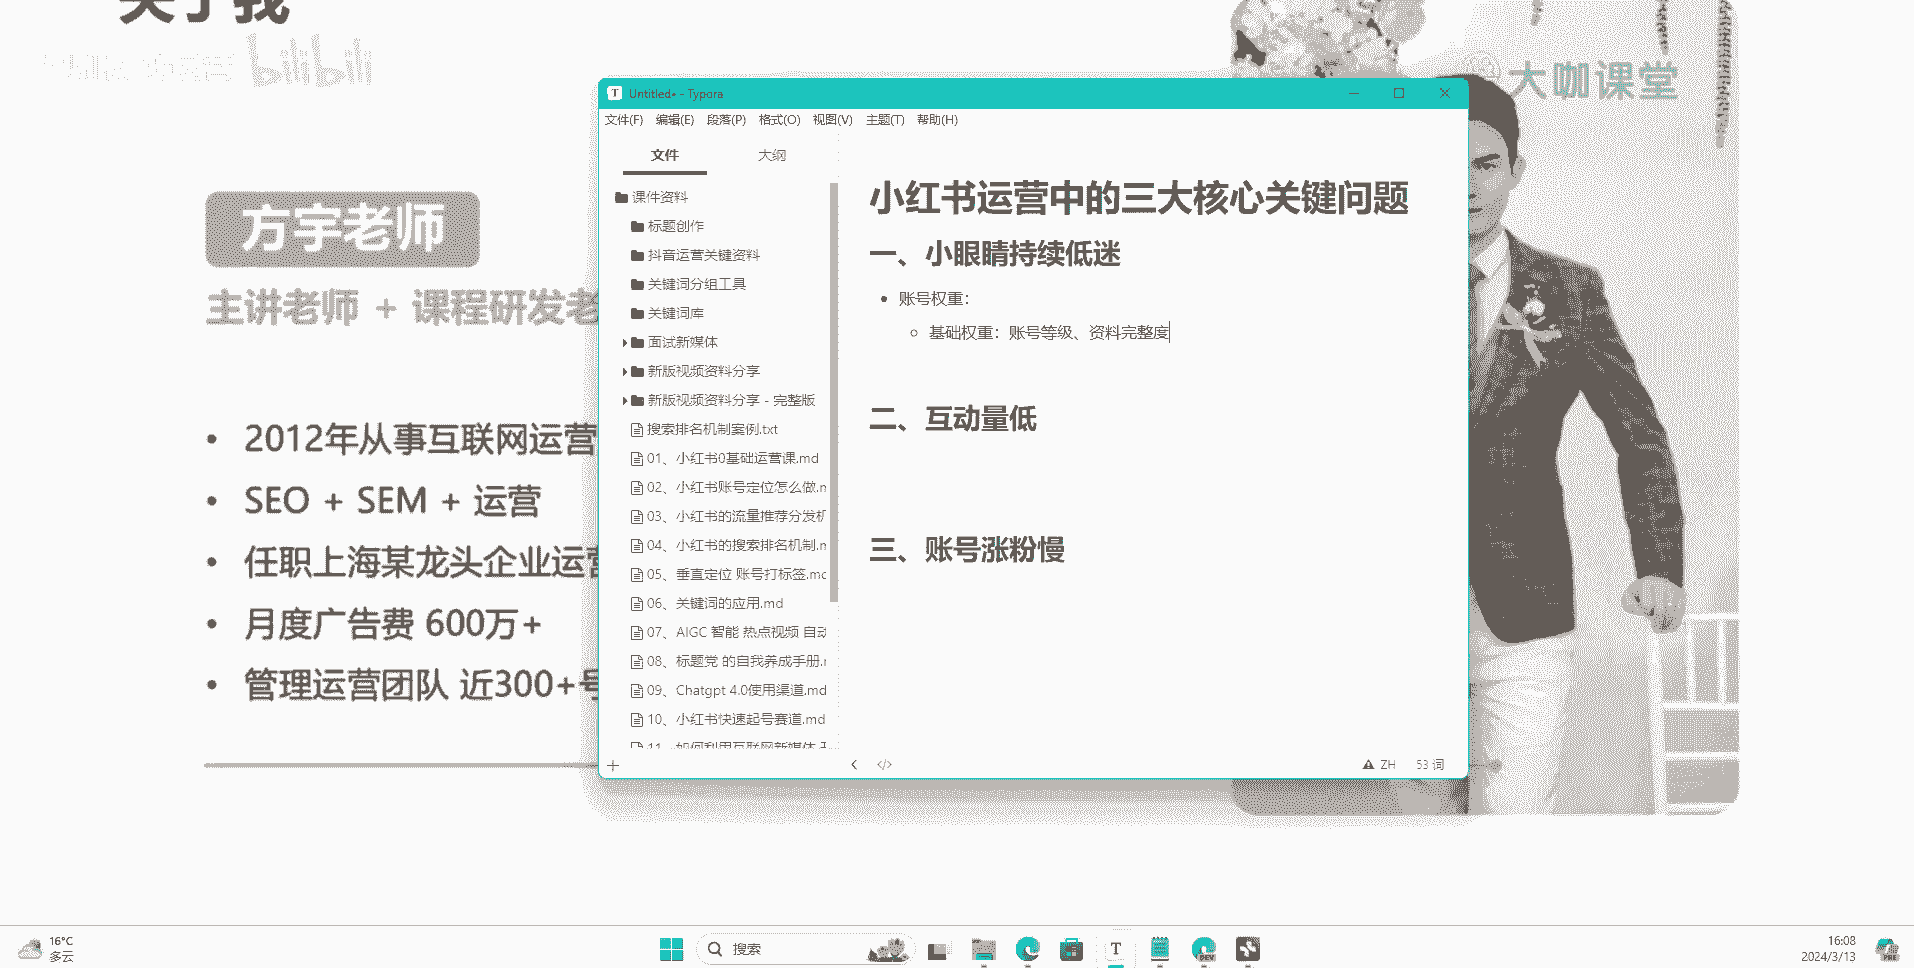 关于我
bilibili
大咖课堂
方宇老师
主讲老师 + 课程研发老
2012年从事互联网运营
SEO + SEM + 运营
任职上海某龙头企业运营
月度广告费 600万+
管理运营团队 近300+号
Untitled• - Typora
文件(F) 编辑(E) 段落(P) 格式(O) 视图(V) 主题(T) 帮助(H)
文件 大纲
课件资料
标题创作
抖音运营关键资料
关键词分组工具
关键词库
面试新媒体
新版视频资料分享
新版视频资料分享 - 完整版
搜索排名机制案例.txt
01、小红书0基础运营课.md
02、小红书账号定位怎么做.m
03、小红书的流量推荐分发机
04、小红书的搜索排名机制.m
05、垂直定位 账号打标签.md
06、关键词的应用.md
07、AIGC 智能 热点视频 自动
08、标题党 的自我养成手册.m
09、Chatgpt 4.0使用渠道.md
10、小红书快速起号赛道.md
11、如何利用互联网新媒体
小红书运营中的三大核心关键问题
一、小眼睛持续低迷
账号权重：
基础权重：账号等级、资料完整度
二、互动量低
三、账号涨粉慢
ZH 53 词
16°C
多云
搜索
T
DEV
16:08
2024/3/13
PRE